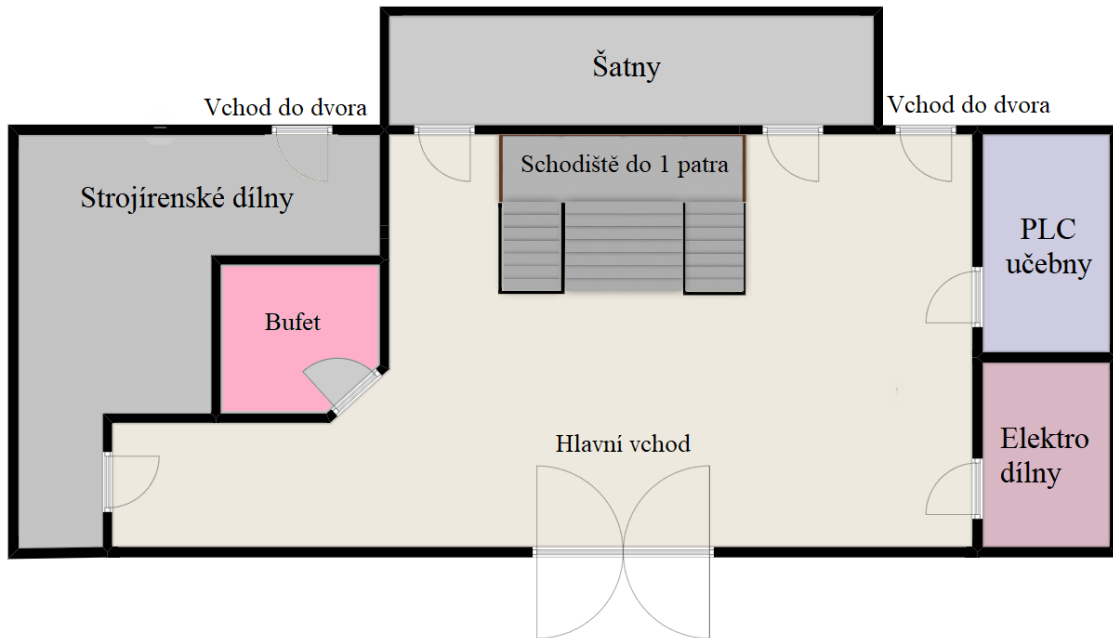 Šatny
Vchod do dvora
Vchod do dvora
Schodiště do 1 patra
Strojírenské dílny
PLC
učebny
Bufet
Hlavní vchod
Elektro
dílny